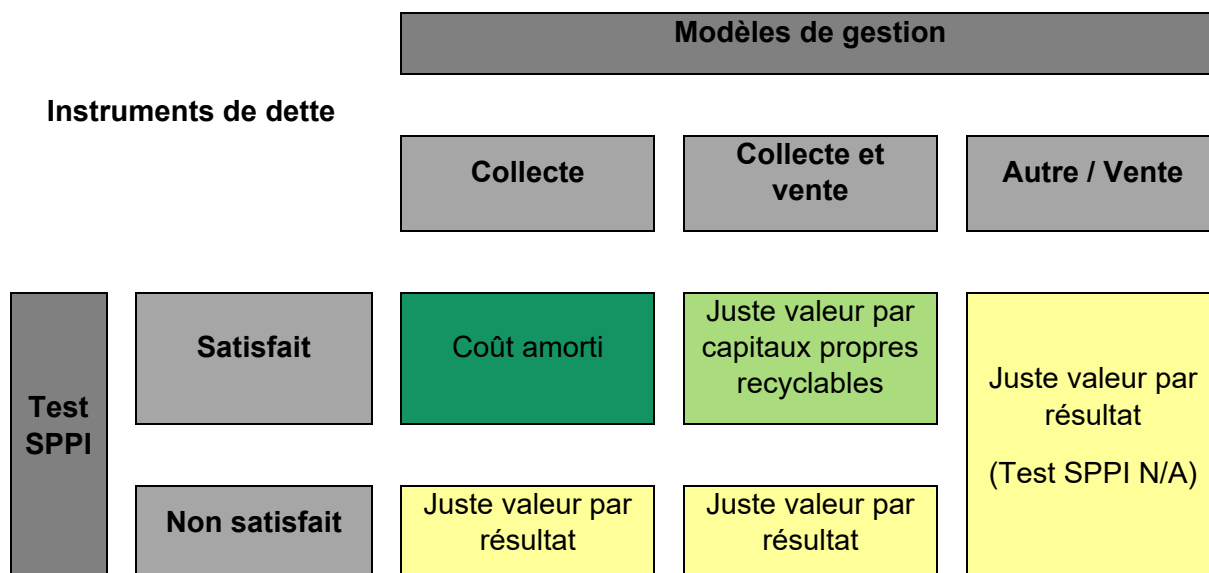 Modèles de gestion
Instruments de dette
Collecte
Collecte et
vente
Autre / Vente
Test
SPPI
Satisfait
Coût amorti
Juste valeur par
capitaux propres
recyclables
Juste valeur par
résultat
(Test SPPI N/A)
Non satisfait
Juste valeur par
résultat
Juste valeur par
résultat